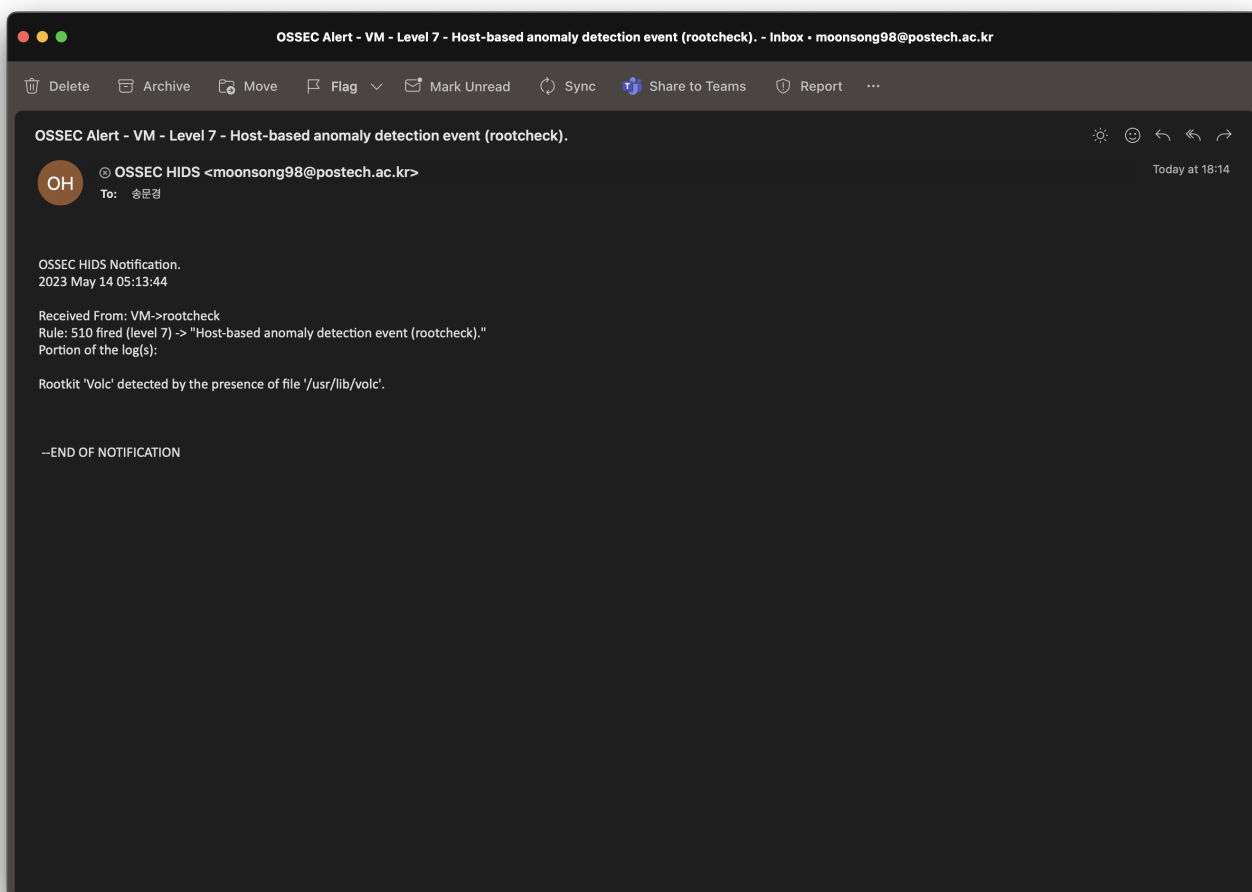 OSSEC Alert - VM - Level 7 - Host-based anomaly detection event (rootcheck). - Inbox • moonsong98@postech.ac.kr
Delete Archive Move Flag Mark Unread Sync Share to Teams Report ···
OSSEC Alert - VM - Level 7 - Host-based anomaly detection event (rootcheck).
OH
OSSEC HIDS <moonsong98@postech.ac.kr>
Today at 18:14
To: 송문경
OSSEC HIDS Notification.
2023 May 14 05:13:44
Received From: VM->rootcheck
Rule: 510 fired (level 7) -> "Host-based anomaly detection event (rootcheck)."
Portion of the log(s):
Rootkit 'Volc' detected by the presence of file '/usr/lib/volc'.
--END OF NOTIFICATION